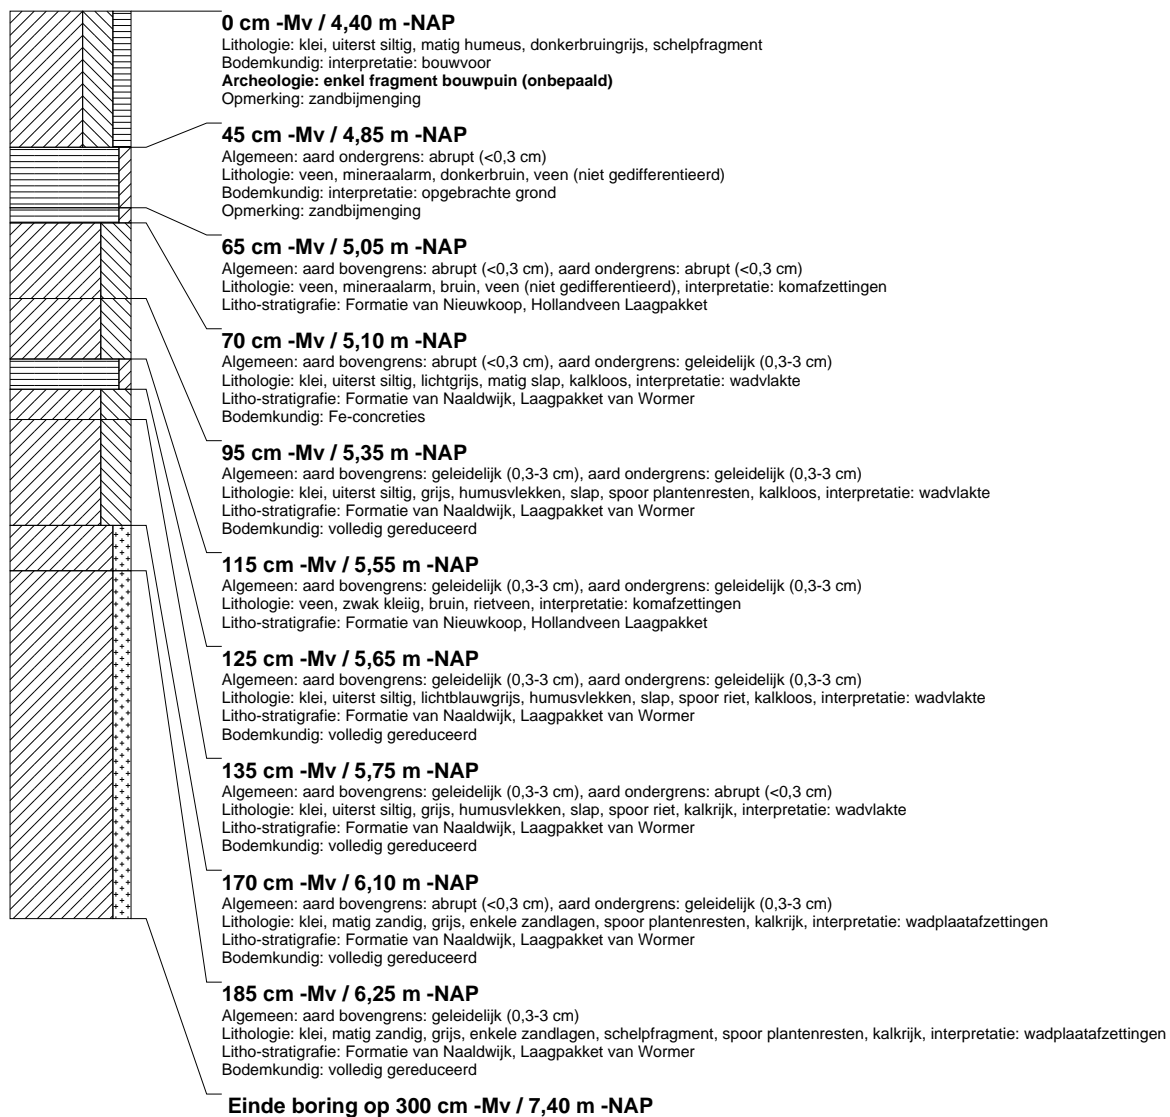 0 cm -Mv / 4,40 m -NAP
Lithologie: klei, uiterst siltig, matig humeus, donkerbruingrijs, schelpfragment
Bodemkundig: interpretatie: bouwvoor
Archeologie: enkel fragment bouwpuin (onbepaald)
Opmerking: zandbijmenging
45 cm -Mv / 4,85 m -NAP
Algemeen: aard ondergrens: abrupt (<0,3 cm)
Lithologie: veen, mineraalarm, donkerbruin, veen (niet gedifferentieerd)
Bodemkundig: interpretatie: opgebrachte grond
Opmerking: zandbijmenging
65 cm -Mv / 5,05 m -NAP
Algemeen: aard bovengrens: abrupt (<0,3 cm), aard ondergrens: abrupt (<0,3 cm)
Lithologie: veen, mineraalarm, bruin, veen (niet gedifferentieerd), interpretatie: komafzettingen
Litho-stratigrafie: Formatie van Nieuwkoop, Hollandveen Laagpakket
70 cm -Mv / 5,10 m -NAP
Algemeen: aard bovengrens: abrupt (<0,3 cm), aard ondergrens: geleidelijk (0,3-3 cm)
Lithologie: klei, uiterst siltig, lichtgrijs, matig slap, kalkloos, interpretatie: wadvlakte
Litho-stratigrafie: Formatie van Naaldwijk, Laagpakket van Wormer
Bodemkundig: Fe-concreties
95 cm -Mv / 5,35 m -NAP
Algemeen: aard bovengrens: geleidelijk (0,3-3 cm), aard ondergrens: geleidelijk (0,3-3 cm)
Lithologie: klei, uiterst siltig, grijs, humusvlekken, slap, spoor plantenresten, kalkloos, interpretatie: wadvlakte
Litho-stratigrafie: Formatie van Naaldwijk, Laagpakket van Wormer
Bodemkundig: volledig gereduceerd
115 cm -Mv / 5,55 m -NAP
Algemeen: aard bovengrens: geleidelijk (0,3-3 cm), aard ondergrens: geleidelijk (0,3-3 cm)
Lithologie: veen, zwak kleiig, bruin, rietveen, interpretatie: komafzettingen
Litho-stratigrafie: Formatie van Nieuwkoop, Hollandveen Laagpakket
125 cm -Mv / 5,65 m -NAP
Algemeen: aard bovengrens: geleidelijk (0,3-3 cm), aard ondergrens: geleidelijk (0,3-3 cm)
Lithologie: klei, uiterst siltig, lichtblauwgrijs, humusvlekken, slap, spoor riet, kalkloos, interpretatie: wadvlakte
Litho-stratigrafie: Formatie van Naaldwijk, Laagpakket van Wormer
Bodemkundig: volledig gereduceerd
135 cm -Mv / 5,75 m -NAP
Algemeen: aard bovengrens: geleidelijk (0,3-3 cm), aard ondergrens: abrupt (<0,3 cm)
Lithologie: klei, uiterst siltig, grijs, humusvlekken, slap, spoor riet, kalkrijk, interpretatie: wadvlakte
Litho-stratigrafie: Formatie van Naaldwijk, Laagpakket van Wormer
Bodemkundig: volledig gereduceerd
170 cm -Mv / 6,10 m -NAP
Algemeen: aard bovengrens: abrupt (<0,3 cm), aard ondergrens: geleidelijk (0,3-3 cm)
Lithologie: klei, matig zandig, grijs, enkele zandlagen, spoor plantenresten, kalkrijk, interpretatie: wadplaatafzettingen
Litho-stratigrafie: Formatie van Naaldwijk, Laagpakket van Wormer
Bodemkundig: volledig gereduceerd
185 cm -Mv / 6,25 m -NAP
Algemeen: aard bovengrens: geleidelijk (0,3-3 cm)
Lithologie: klei, matig zandig, grijs, enkele zandlagen, schelpfragment, spoor plantenresten, kalkrijk, interpretatie: wadplaatafzettingen
Litho-stratigrafie: Formatie van Naaldwijk, Laagpakket van Wormer
Bodemkundig: volledig gereduceerd
Einde boring op 300 cm -Mv / 7,40 m -NAP